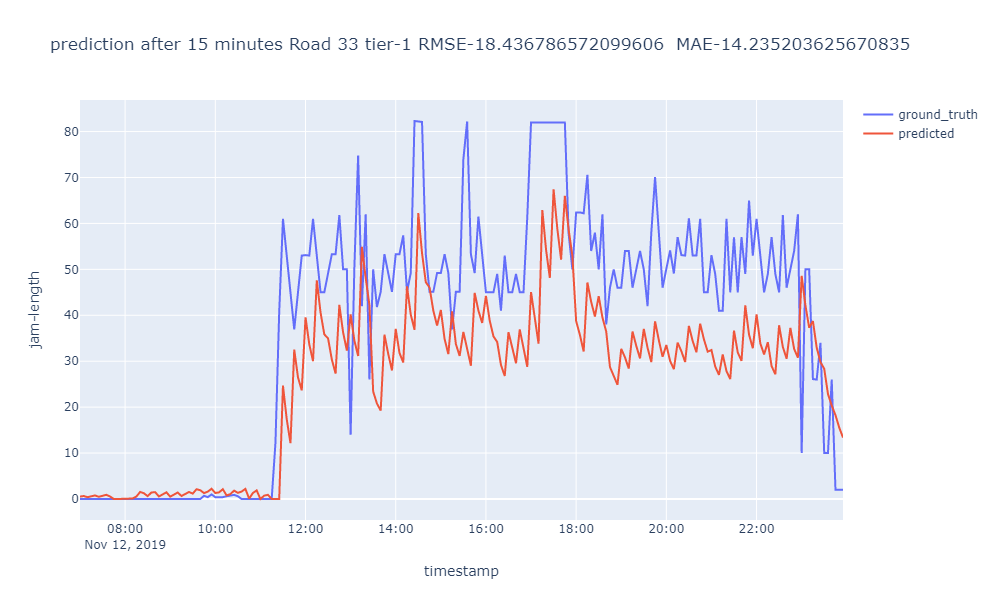 prediction after 15 minutes Road 33 tier-1 RMSE-18.436786572099606  MAE-14.235203625670835
ground_truth
predicted
80
70
60
50
40
30
20
10
0
jam-length
08:00 10:00 12:00 14:00 16:00 18:00 20:00 22:00
Nov 12, 2019
timestamp